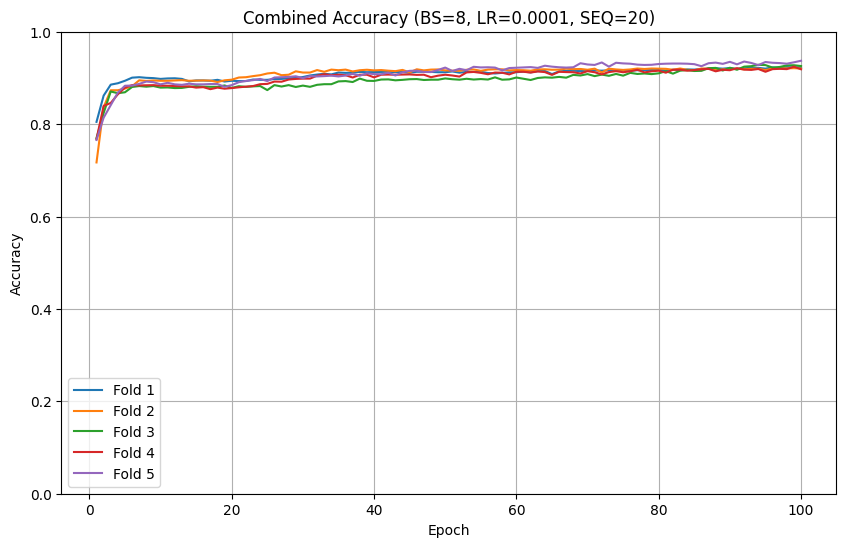 Combined Accuracy (BS=8, LR=0.0001, SEQ=20)
1.0
0.8
0.6
0.4
0.2
0.0
Accuracy
Fold 1
Fold 2
Fold 3
Fold 4
Fold 5
0 20 40 60 80 100
Epoch